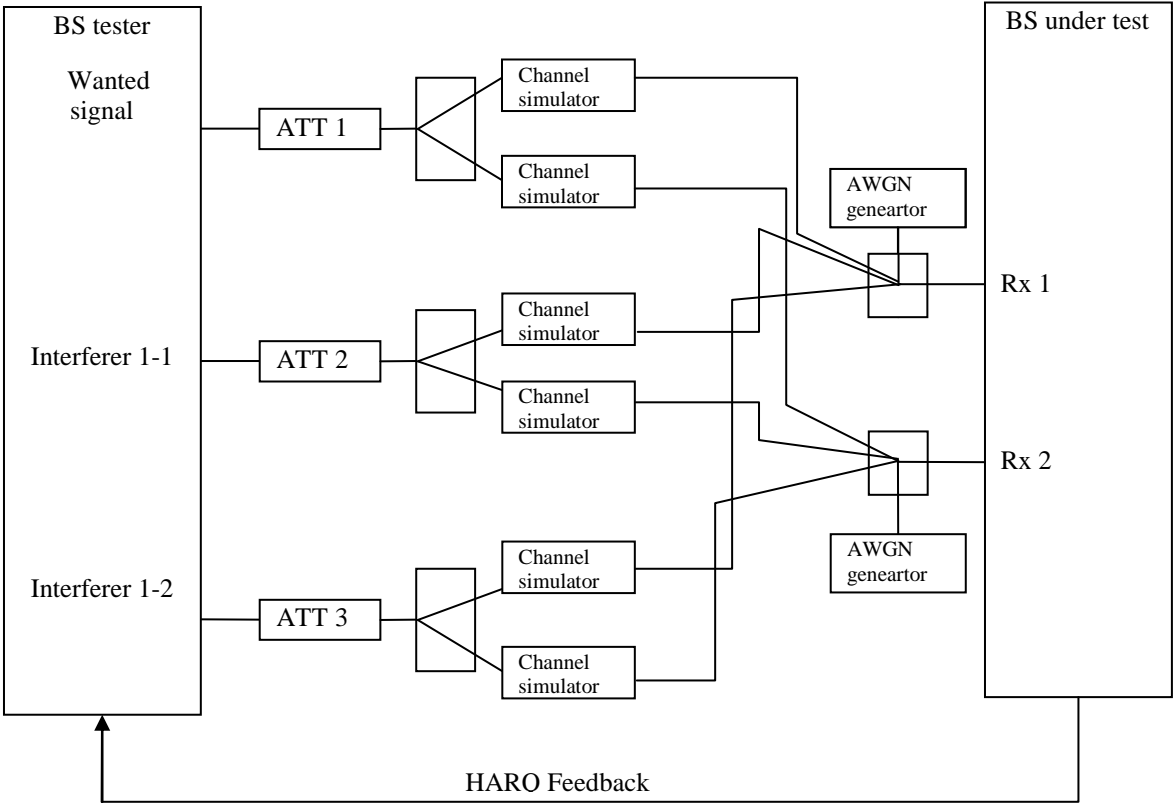 BS tester
BS under test
Wanted
signal
ATT 1
Channel
simulator
Channel
simulator
AWGN
geneartor
Rx 1
Interferer 1-1
ATT 2
Channel
simulator
Channel
simulator
Rx 2
AWGN
geneartor
Interferer 1-2
ATT 3
Channel
simulator
Channel
simulator
HARO Feedback